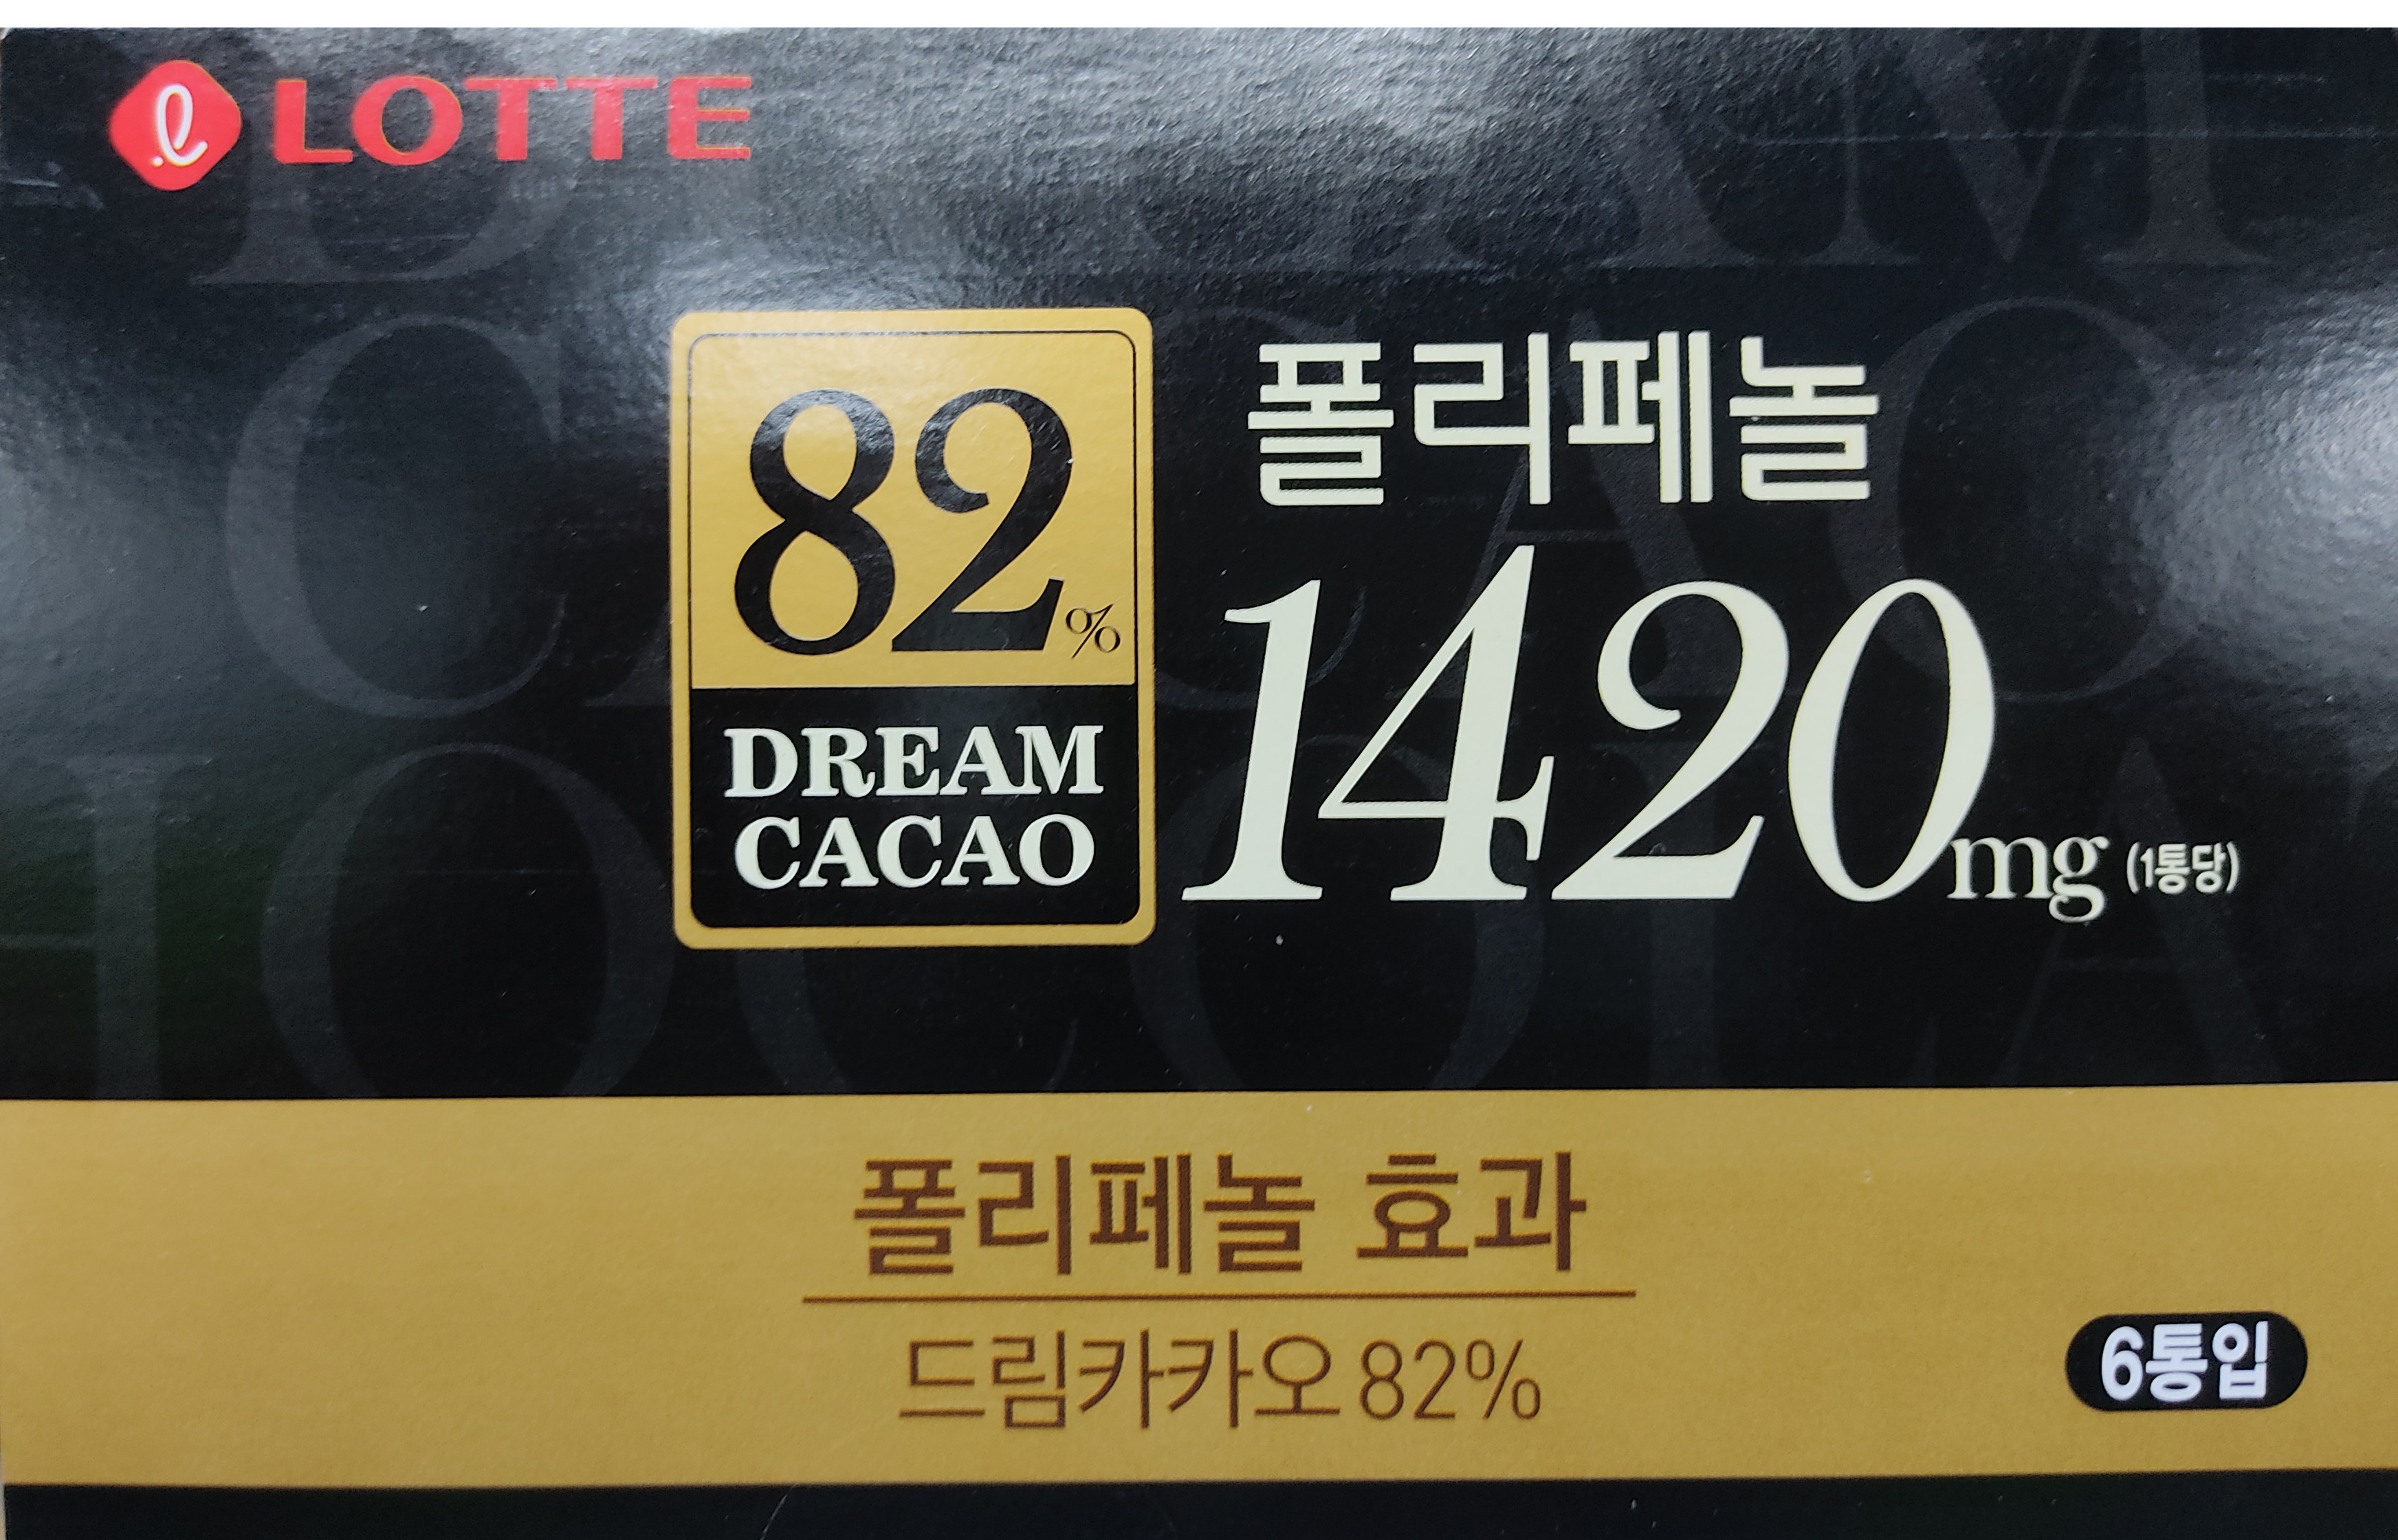 LOTTE
82%
DREAM
CACAO
폴리페놀
1420mg (1통당)
폴리페놀 효과
드림카카오 82%
6통입